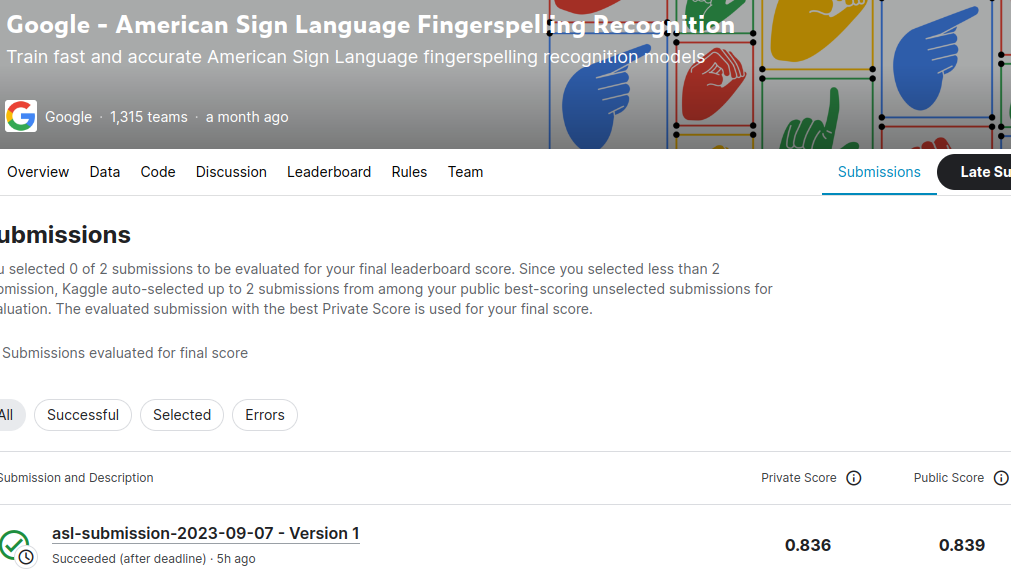 Google - American Sign Language Fingerspelling Recognition
Train fast and accurate American Sign Language fingerspelling recognition models
Google · 1,315 teams · a month ago
Overview Data Code Discussion Leaderboard Rules Team Submissions Late Su
ubmissions
u selected 0 of 2 submissions to be evaluated for your final leaderboard score. Since you selected less than 2
bmission, Kaggle auto-selected up to 2 submissions from among your public best-scoring unselected submissions for
aluation. The evaluated submission with the best Private Score is used for your final score.
Submissions evaluated for final score
All Successful Selected Errors
Submission and Description Private Score Public Score
asl-submission-2023-09-07 - Version 1
Succeeded (after deadline) · 5h ago
0.836 0.839